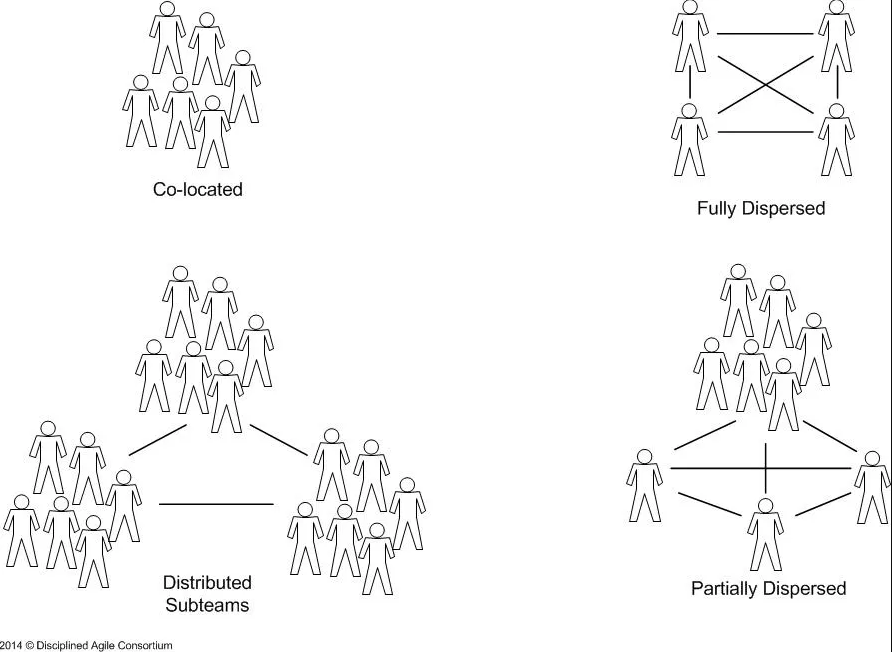 Co-located
Fully Dispersed
Distributed
Subteams
Partially Dispersed
2014 © Disciplined Agile Consortium